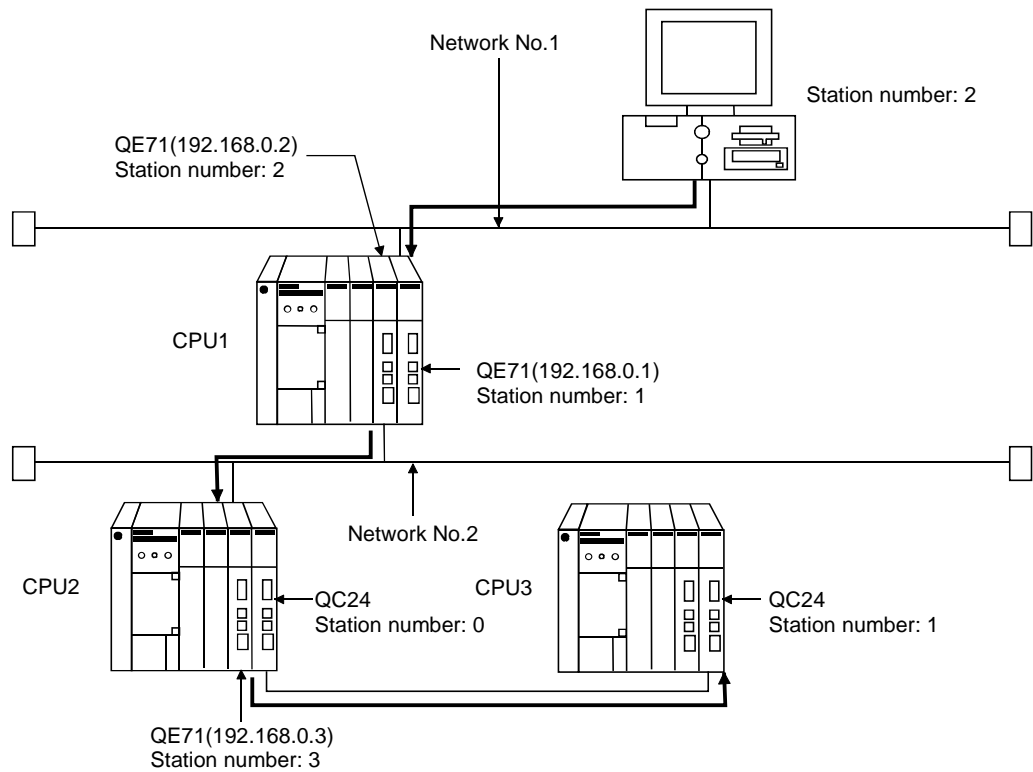 Network No.1
Station number: 2
QE71(192.168.0.2)
Station number: 2
CPU1
QE71(192.168.0.1)
Station number: 1
Network No.2
CPU2
QC24
Station number: 0
CPU3
QC24
Station number: 1
QE71(192.168.0.3)
Station number: 3